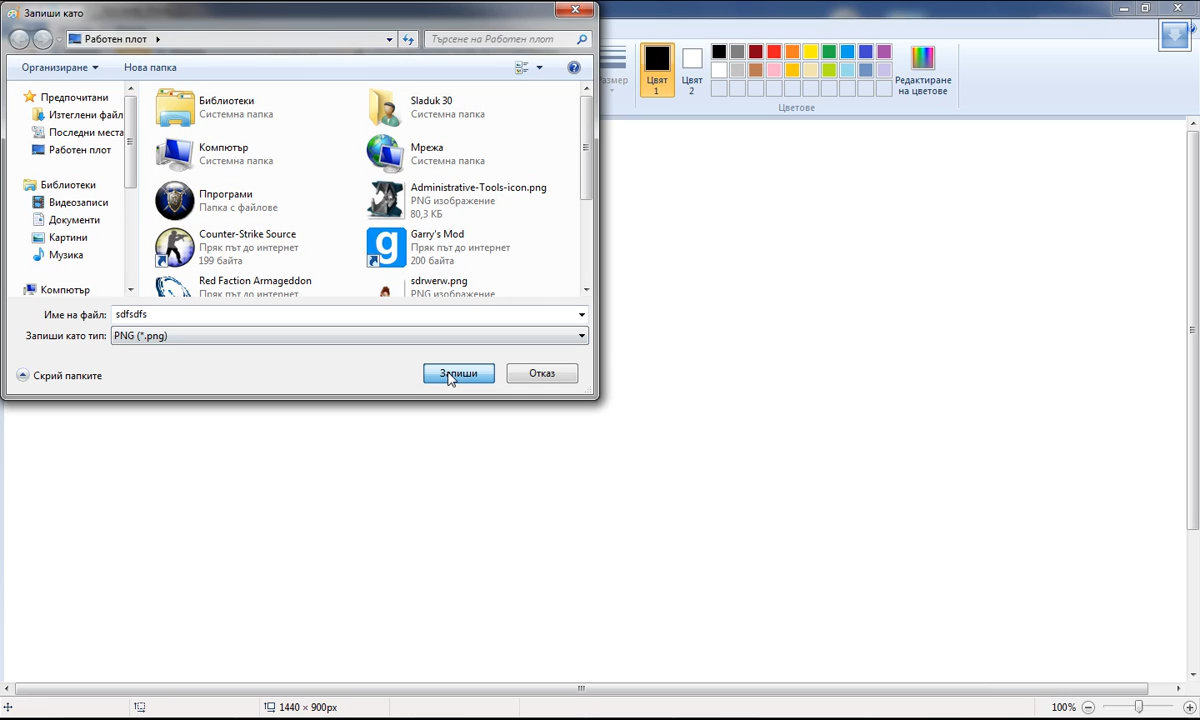 Запиши като
Работен плот
Търсене на Работен плот
Организиране
Нова папка
Предпочитани
Изтеглени файл
Последни места
Работен плот
Библиотеки
Видеозаписи
Документи
Картини
Музика
Компютър
Библиотеки
Системна папка
Sladuk 30
Системна папка
Компютър
Системна папка
Мрежа
Системна папка
Ппрограми
Папка с файлове
Administrative-Tools-icon.png
PNG изображение
80,3 КБ
Counter-Strike Source
Пряк път до интернет
199 байта
Garry's Mod
Пряк път до интернет
200 байта
Red Faction Armageddon
Пряк път до интернет
sdrwerw.png
PNG изображение
Име на файл:
sdfsdfs
Запиши като тип:
PNG (*.png)
Скрий папките
Запиши
Отказ
Цвят
1
Цвят
2
Редактиране
на цветове
Цветове
1440 × 900px
100%